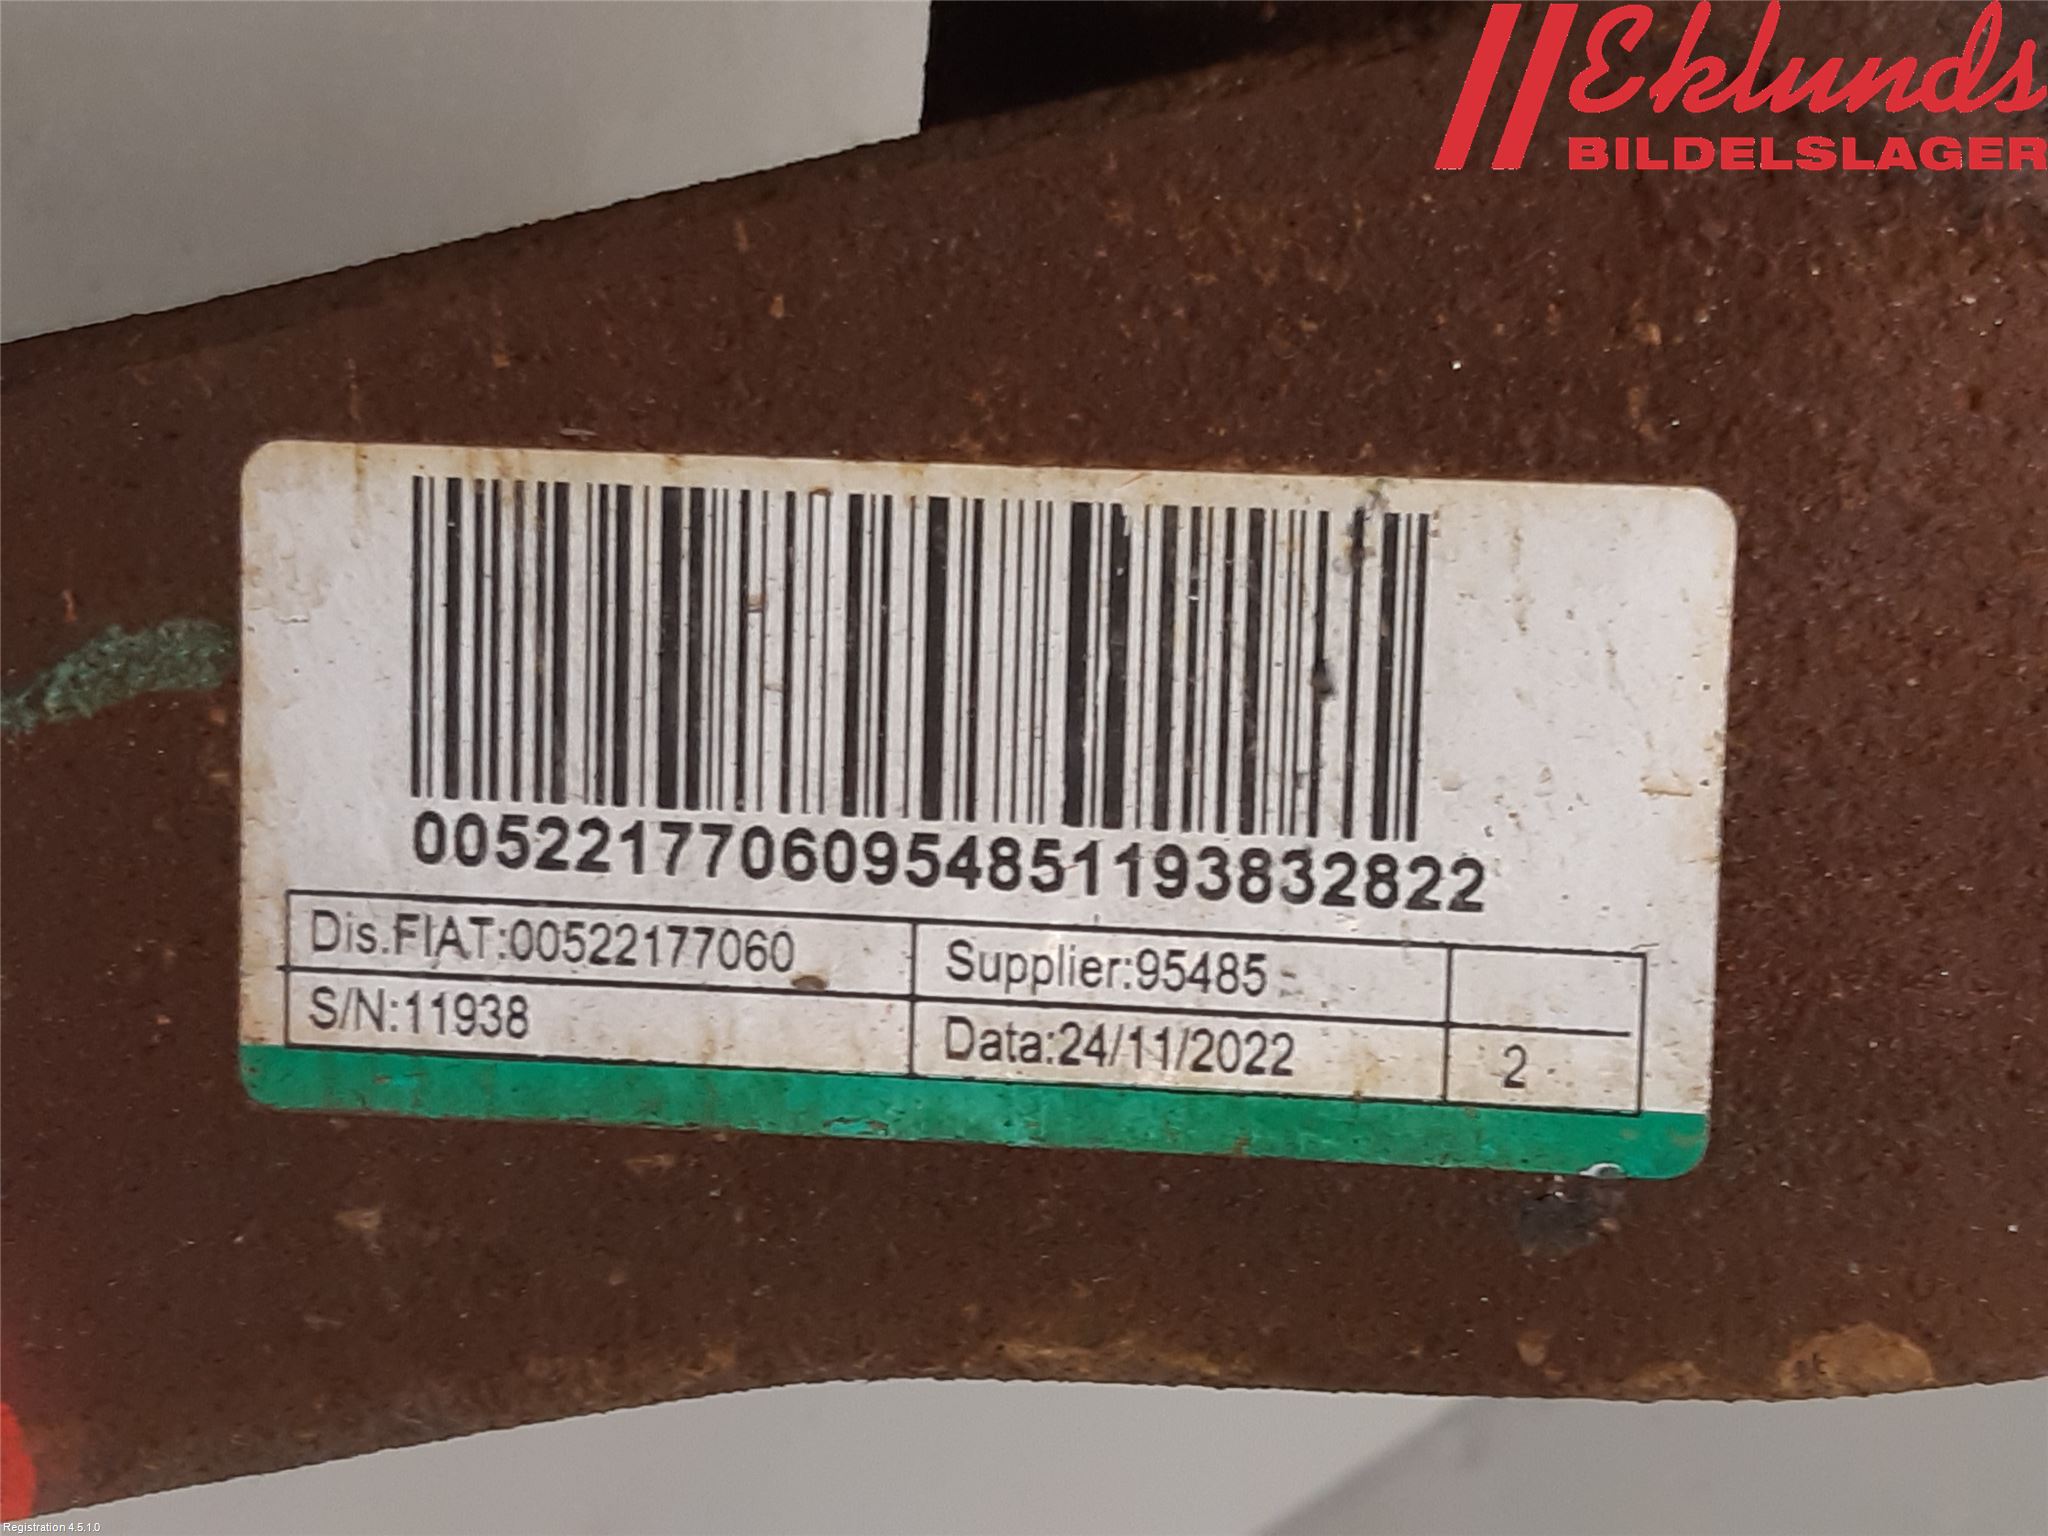 Eklunds
BILDELSLAGER
00522177060954851193832822
Dis.FIAT:00522177060
Supplier:95485
S/N:11938
Data:24/11/2022
2
Registration 4.5.1.0